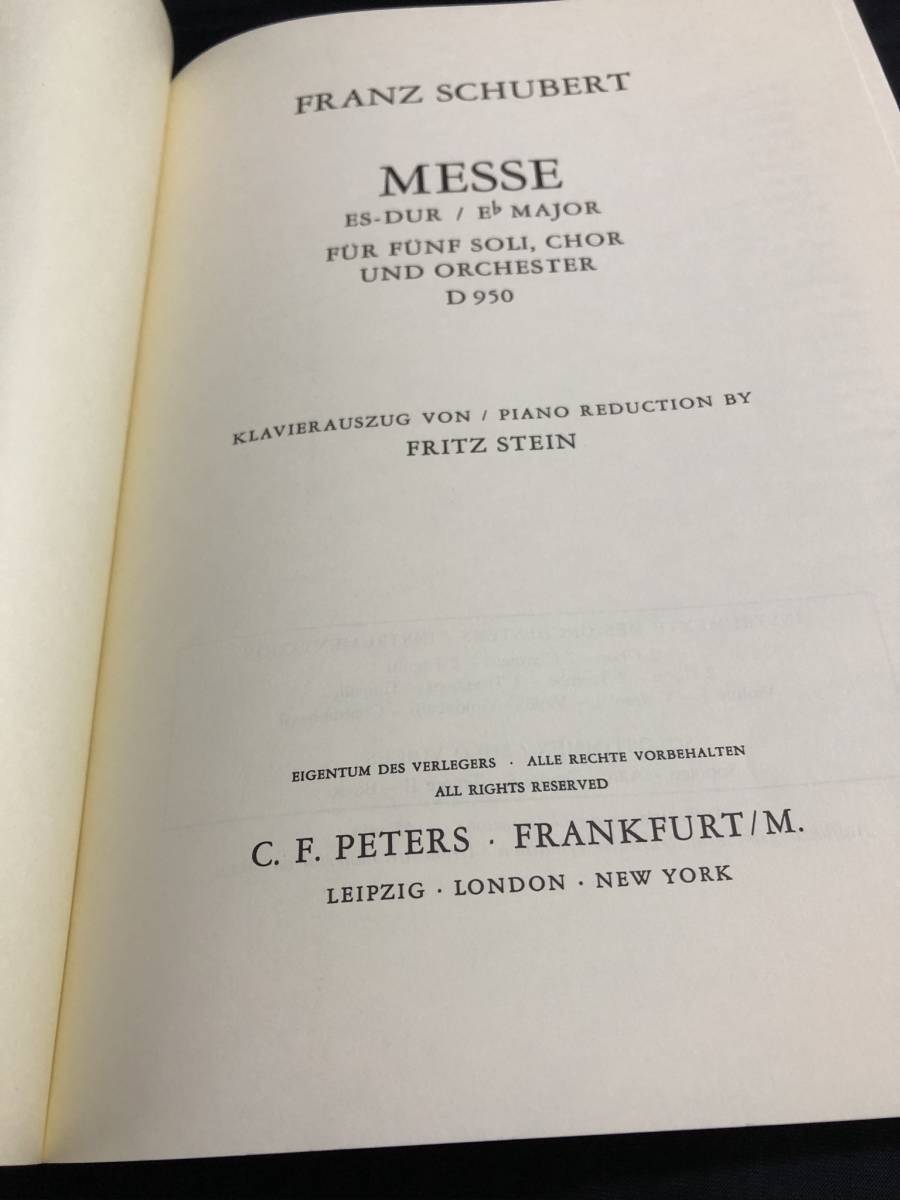 FRANZ SCHUBERT
MESSE
ES-DUR / E♭ MAJOR
FÜR FÜNF SOLI, CHOR
UND ORCHESTER
D 950
KLAVIERAUSZUG VON / PIANO REDUCTION BY
FRITZ STEIN
EIGENTUM DES VERLEGERS · ALLE RECHTE VORBEHALTEN
ALL RIGHTS RESERVED
C. F. PETERS · FRANKFURT/M.
LEIPZIG · LONDON · NEW YORK